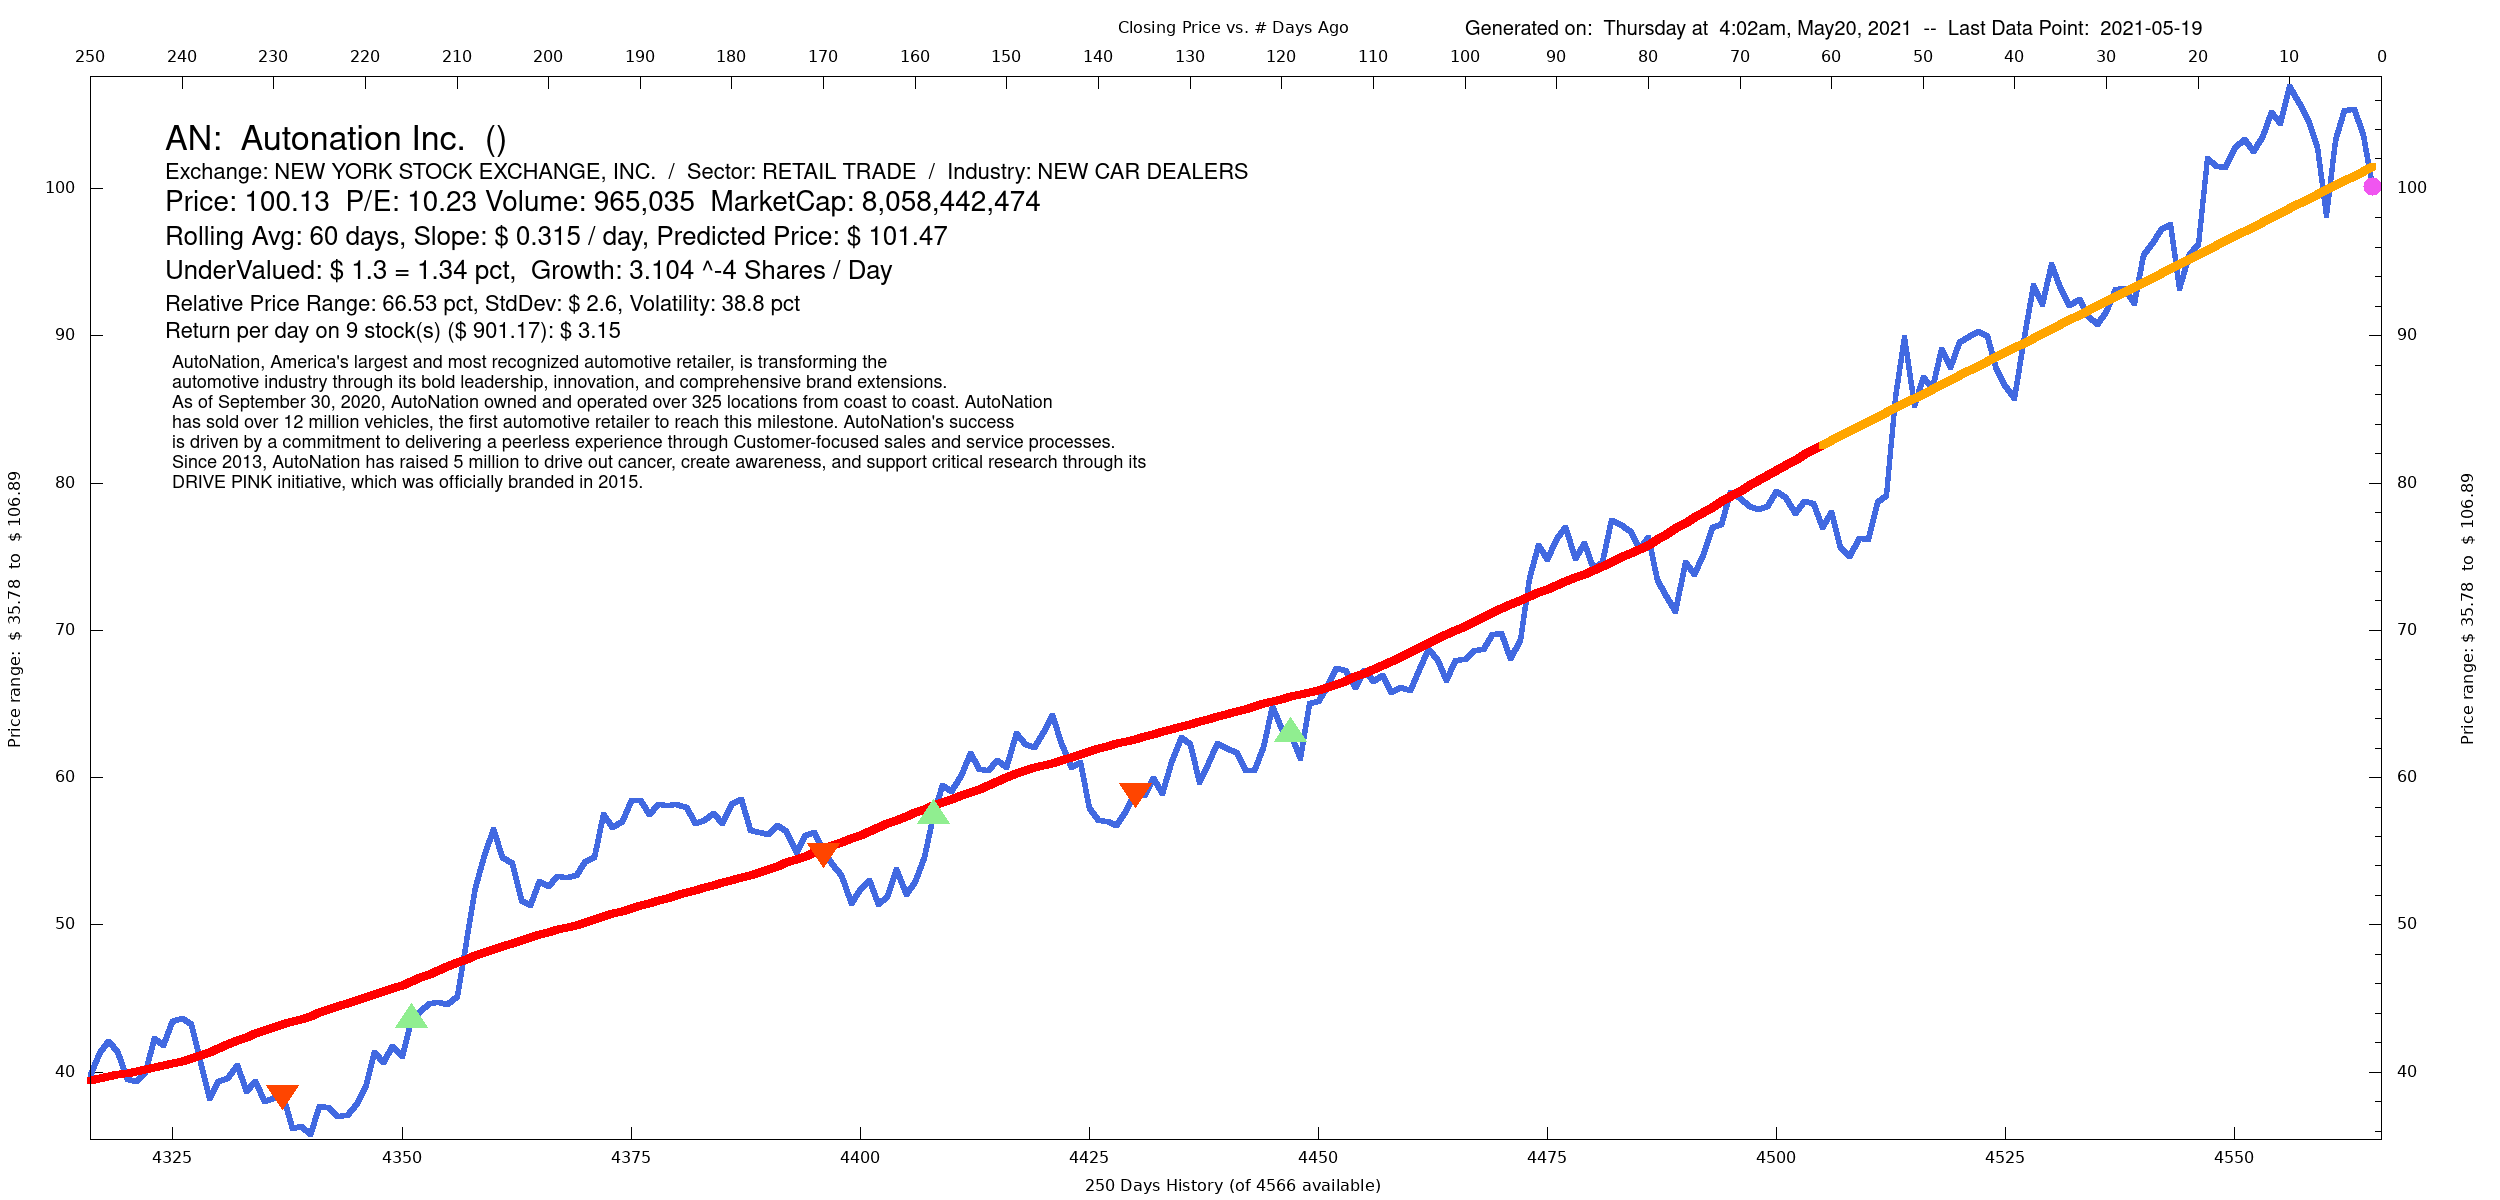 Closing Price vs. # Days Ago
Generated on:  Thursday at  4:02am, May20, 2021  --  Last Data Point:  2021-05-19
250 240 230 220 210 200 190 180 170 160 150 140 130 120 110 100 90 80 70 60 50 40 30 20 10 0
AN:  Autonation Inc.  ()
Exchange: NEW YORK STOCK EXCHANGE, INC.  /  Sector: RETAIL TRADE  /  Industry: NEW CAR DEALERS
Price: 100.13  P/E: 10.23 Volume: 965,035  MarketCap: 8,058,442,474
Rolling Avg: 60 days, Slope: $ 0.315 / day, Predicted Price: $ 101.47
UnderValued: $ 1.3 = 1.34 pct,  Growth: 3.104 ^-4 Shares / Day
Relative Price Range: 66.53 pct, StdDev: $ 2.6, Volatility: 38.8 pct
Return per day on 9 stock(s) ($ 901.17): $ 3.15
AutoNation, America's largest and most recognized automotive retailer, is transforming the
automotive industry through its bold leadership, innovation, and comprehensive brand extensions.
As of September 30, 2020, AutoNation owned and operated over 325 locations from coast to coast. AutoNation
has sold over 12 million vehicles, the first automotive retailer to reach this milestone. AutoNation's success
is driven by a commitment to delivering a peerless experience through Customer-focused sales and service processes.
Since 2013, AutoNation has raised 5 million to drive out cancer, create awareness, and support critical research through its
DRIVE PINK initiative, which was officially branded in 2015.
Price range:  $ 35.78  to  $ 106.89
100
90
80
70
60
50
40
100
90
80
70
60
50
40
Price range: $ 35.78  to  $ 106.89
4325 4350 4375 4400 4425 4450 4475 4500 4525 4550
250 Days History (of 4566 available)